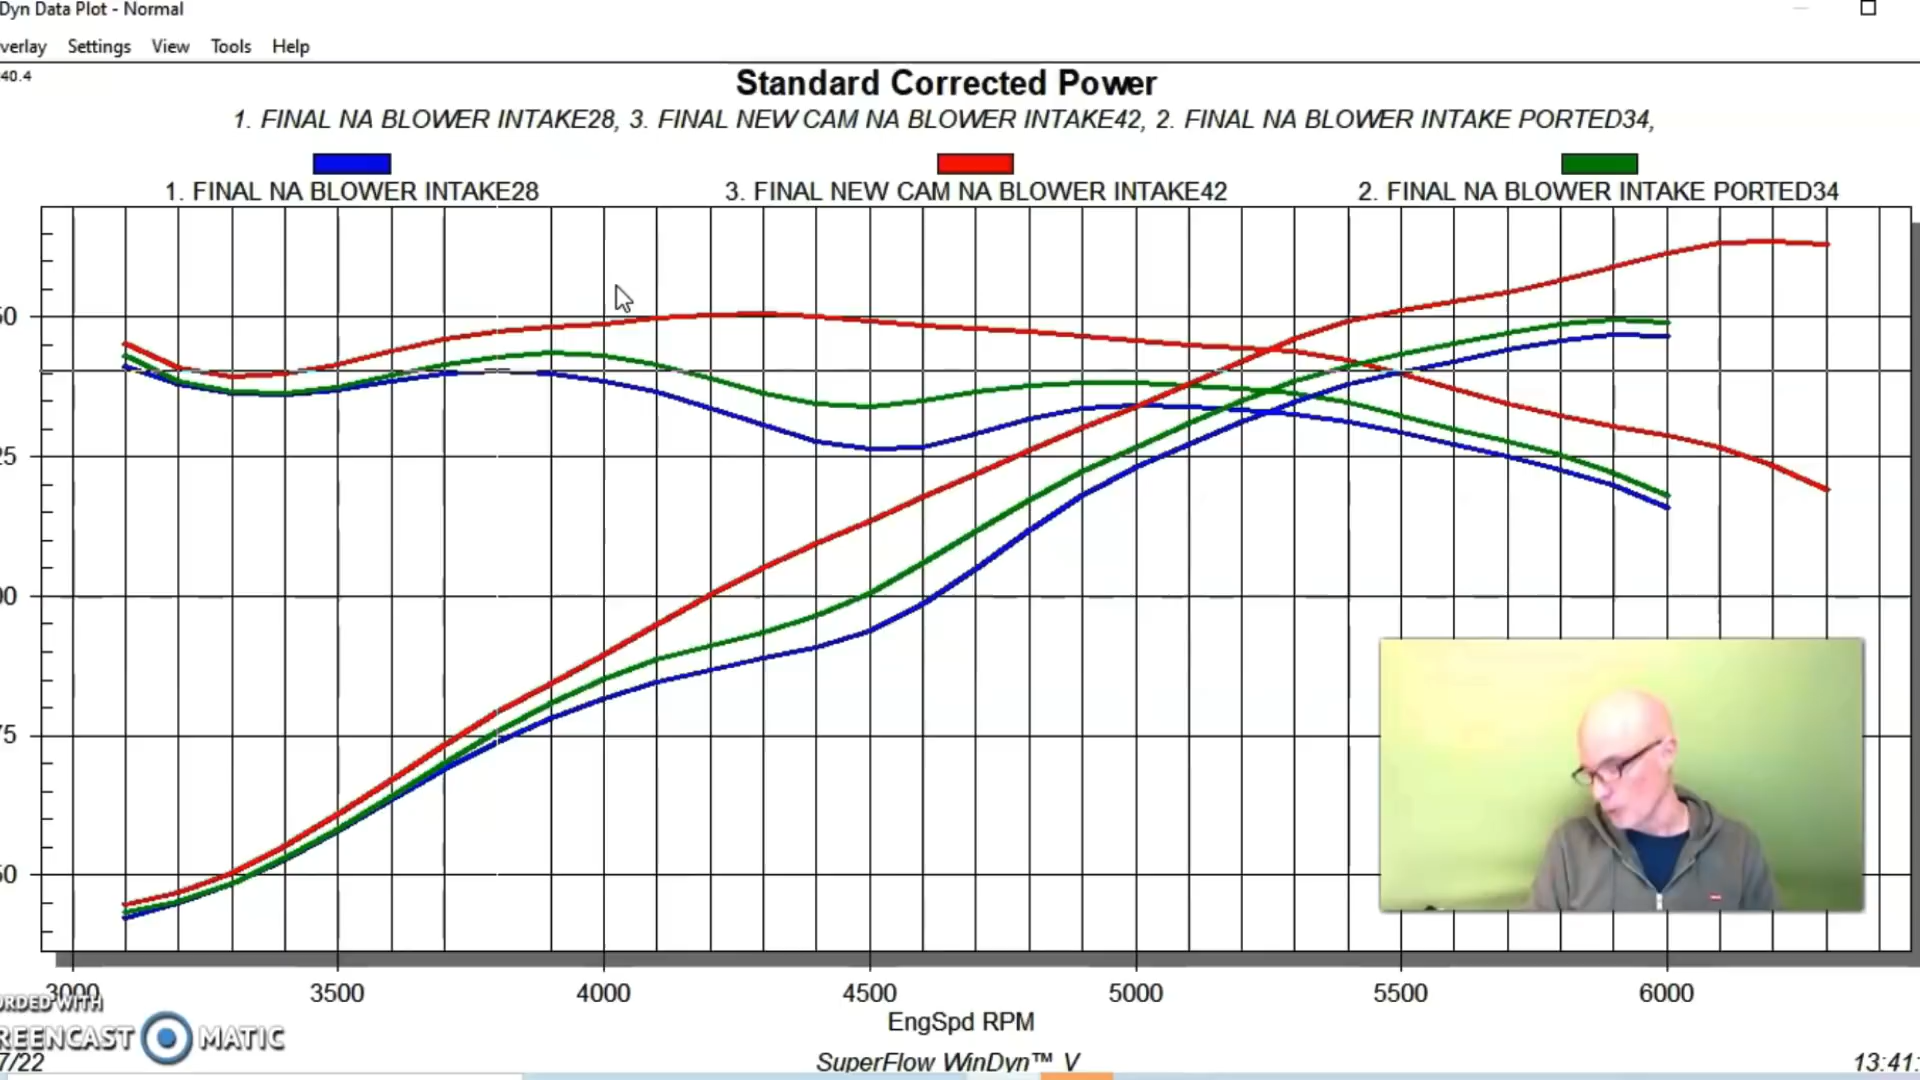 Dyn Data Plot - Normal
verlay Settings View Tools Help
40.4
Standard Corrected Power
1. FINAL NA BLOWER INTAKE28, 3. FINAL NEW CAM NA BLOWER INTAKE42, 2. FINAL NA BLOWER INTAKE PORTED34,
1. FINAL NA BLOWER INTAKE28 3. FINAL NEW CAM NA BLOWER INTAKE42 2. FINAL NA BLOWER INTAKE PORTED34
50
25
00
75
50
3000 3500 4000 4500 5000 5500 6000
ORDED WITH
EngSpd RPM
REENCAST MATIC
7/22 SuperFlow WinDyn™ V 13:41: